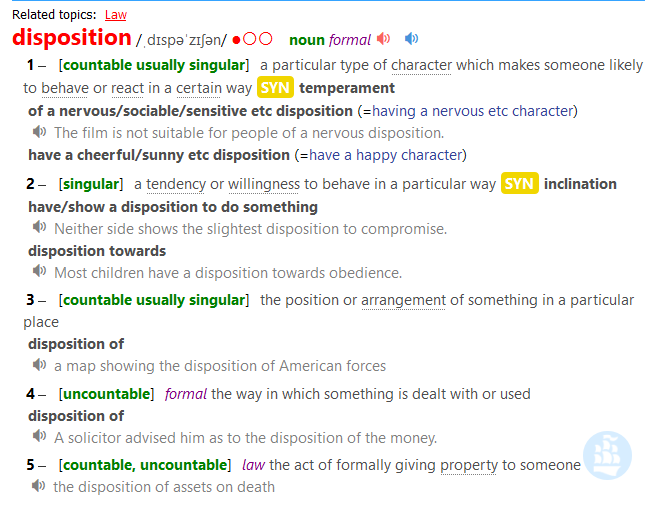 Related topics: Law
disposition / ˌdɪspəˈzɪʃən/ ●○○ noun formal
1 – [countable usually singular] a particular type of character which makes someone likely
to behave or react in a certain way SYN temperament
of a nervous/sociable/sensitive etc disposition (=having a nervous etc character)
The film is not suitable for people of a nervous disposition.
have a cheerful/sunny etc disposition (=have a happy character)
2 – [singular] a tendency or willingness to behave in a particular way SYN inclination
have/show a disposition to do something
Neither side shows the slightest disposition to compromise.
disposition towards
Most children have a disposition towards obedience.
3 – [countable usually singular] the position or arrangement of something in a particular
place
disposition of
a map showing the disposition of American forces
4 – [uncountable] formal the way in which something is dealt with or used
disposition of
A solicitor advised him as to the disposition of the money.
5 – [countable, uncountable] law the act of formally giving property to someone
the disposition of assets on death